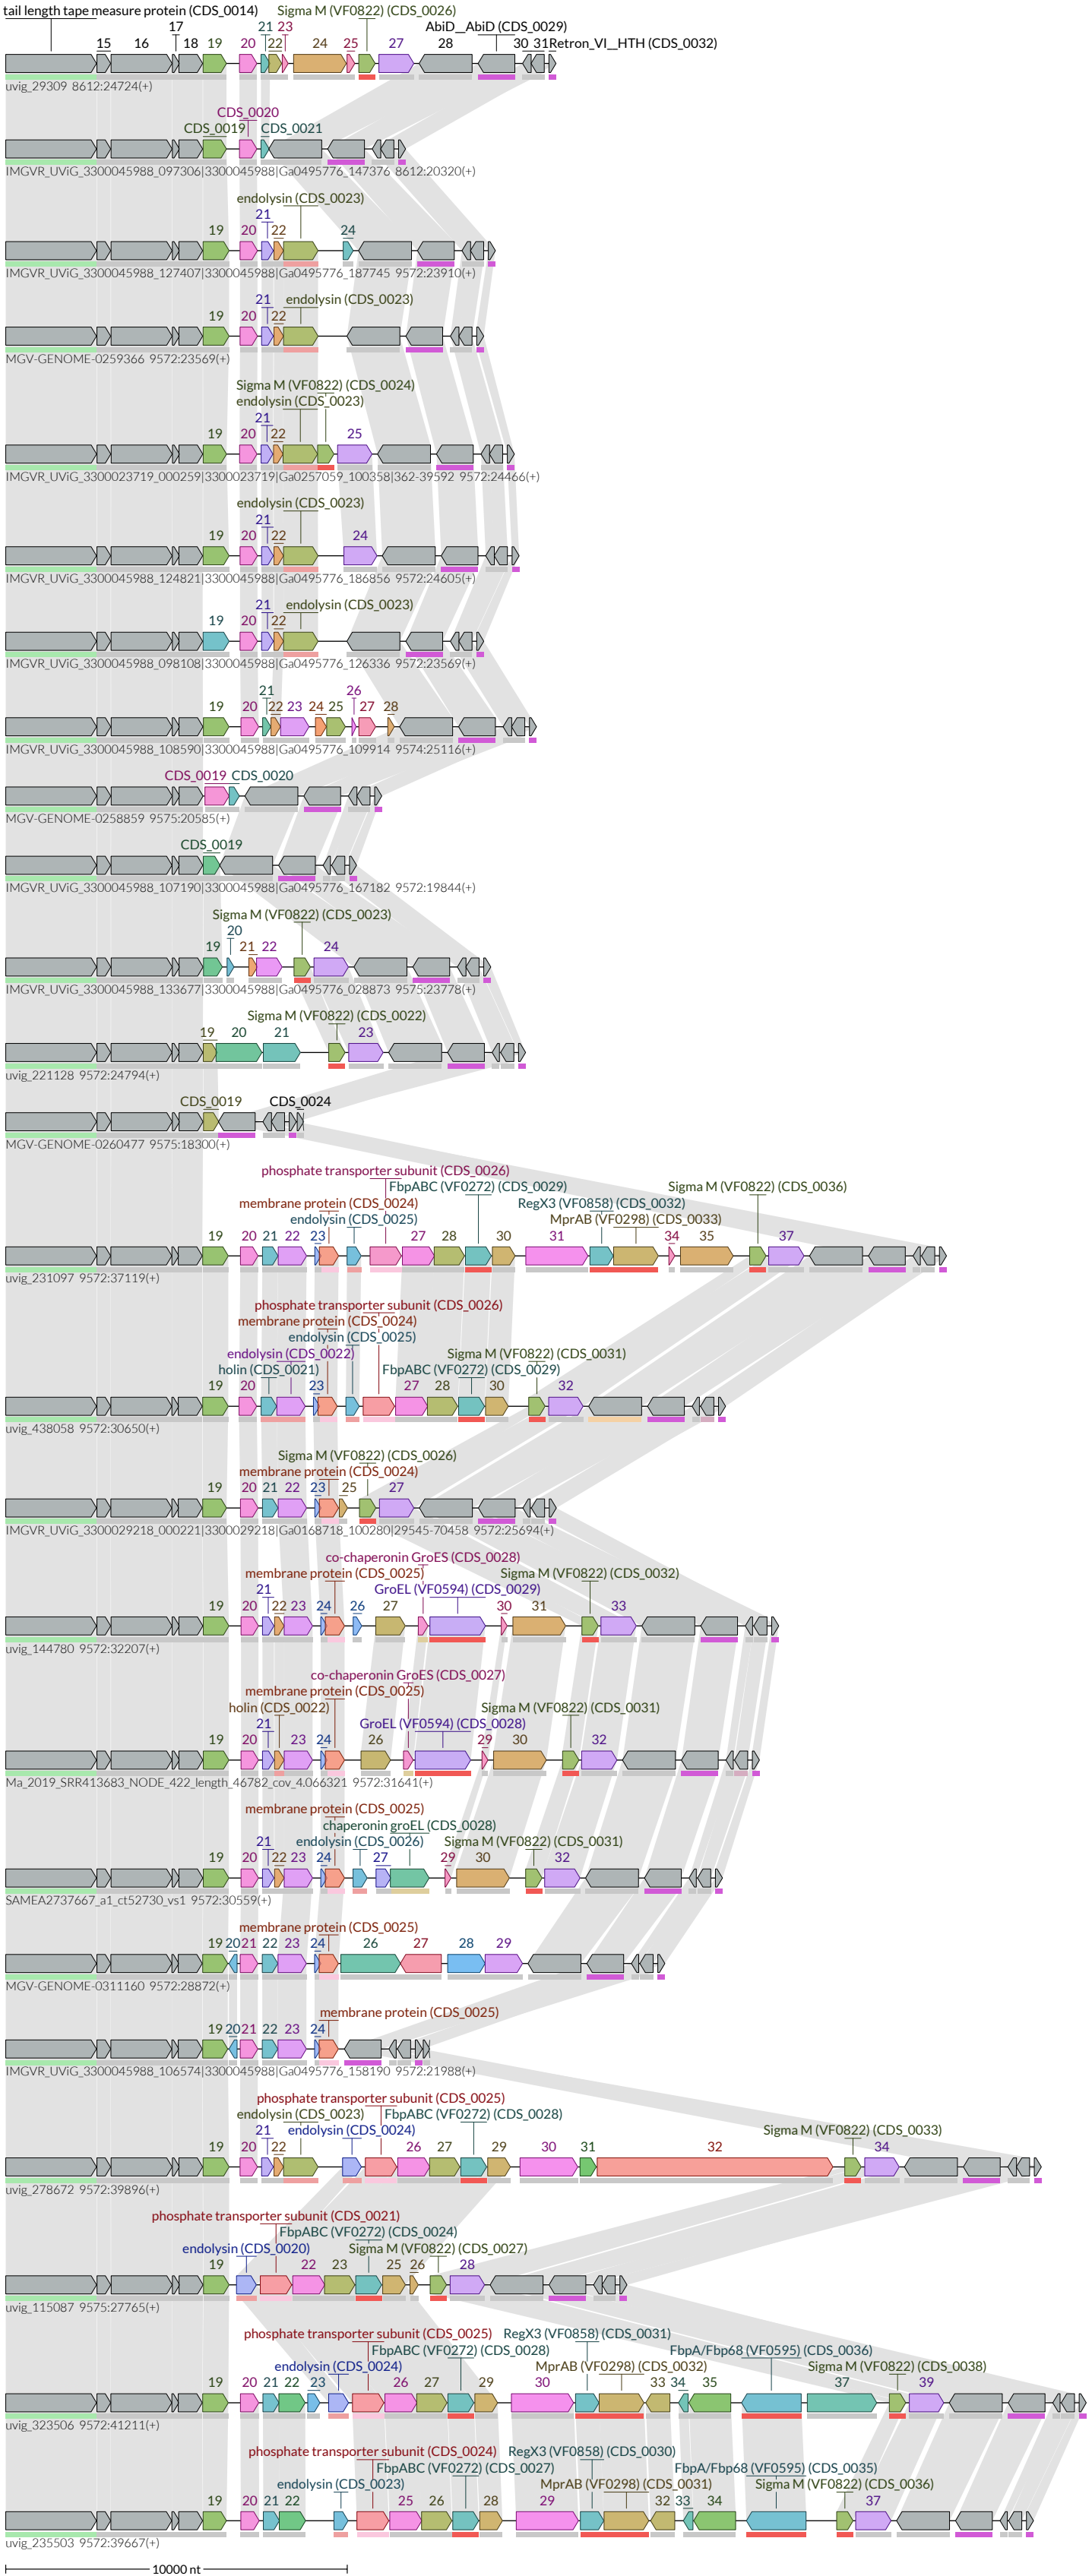 tail length tape measure protein (CDS_0014) Sigma M (VF0822) (CDS_0026)
17 21 23 AbiD__AbiD (CDS_0029)
15 16 18 19 20 22 24 25 27 28 30 31 Retron_VI__HTH (CDS_0032)
uvig_29309 8612:24724(+)
CDS_0020
CDS_0019 CDS_0021
IMGVR_UViG_3300045988_097306|3300045988|Ga0495776_147376 8612:20320(+)
endolysin (CDS_0023)
21
19 20 22 24
IMGVR_UViG_3300045988_127407|3300045988|Ga0495776_187745 9572:23910(+)
21 endolysin (CDS_0023)
19 20 22
MGV-GENOME-0259366 9572:23569(+)
Sigma M (VF0822) (CDS_0024)
endolysin (CDS_0023)
21
19 20 22 25
IMGVR_UViG_3300023719_000259|3300023719|Ga0257059_100358|362-39592 9572:24466(+)
endolysin (CDS_0023)
21
19 20 22 24
IMGVR_UViG_3300045988_124821|3300045988|Ga0495776_186856 9572:24605(+)
21 endolysin (CDS_0023)
19 20 22
IMGVR_UViG_3300045988_098108|3300045988|Ga0495776_126336 9572:23569(+)
21 26
19 20 22 23 24 25 27 28
IMGVR_UViG_3300045988_108590|3300045988|Ga0495776_109914 9574:25116(+)
CDS_0019 CDS_0020
MGV-GENOME-0258859 9575:20585(+)
CDS_0019
IMGVR_UViG_3300045988_107190|3300045988|Ga0495776_167182 9572:19844(+)
Sigma M (VF0822) (CDS_0023)
20
19 21 22 24
IMGVR_UViG_3300045988_133677|3300045988|Ga0495776_028873 9575:23778(+)
Sigma M (VF0822) (CDS_0022)
19 20 21 23
uvig_221128 9572:24794(+)
CDS_0019 CDS_0024
MGV-GENOME-0260477 9575:18300(+)
phosphate transporter subunit (CDS_0026)
FbpABC (VF0272) (CDS_0029) Sigma M (VF0822) (CDS_0036)
membrane protein (CDS_0024) RegX3 (VF0858) (CDS_0032)
endolysin (CDS_0025) MprAB (VF0298) (CDS_0033)
19 20 21 22 23 27 28 30 31 34 35 37
uvig_231097 9572:37119(+)
phosphate transporter subunit (CDS_0026)
membrane protein (CDS_0024)
endolysin (CDS_0025)
endolysin (CDS_0022) Sigma M (VF0822) (CDS_0031)
holin (CDS_0021) FbpABC (VF0272) (CDS_0029)
19 20 23 27 28 30 32
uvig_438058 9572:30650(+)
Sigma M (VF0822) (CDS_0026)
membrane protein (CDS_0024)
19 20 21 22 23 25 27
IMGVR_UViG_3300029218_000221|3300029218|Ga0168718_100280|29545-70458 9572:25694(+)
co-chaperonin GroES (CDS_0028)
membrane protein (CDS_0025) Sigma M (VF0822) (CDS_0032)
21 GroEL (VF0594) (CDS_0029)
19 20 22 23 24 26 27 30 31 33
uvig_144780 9572:32207(+)
co-chaperonin GroES (CDS_0027)
membrane protein (CDS_0025)
holin (CDS_0022) Sigma M (VF0822) (CDS_0031)
21 GroEL (VF0594) (CDS_0028)
19 20 23 24 26 29 30 32
Ma_2019_SRR413683_NODE_422_length_46782_cov_4.066321 9572:31641(+)
membrane protein (CDS_0025)
chaperonin groEL (CDS_0028)
21 endolysin (CDS_0026) Sigma M (VF0822) (CDS_0031)
19 20 22 23 24 27 29 30 32
SAMEA2737667_a1_ct52730_vs1 9572:30559(+)
membrane protein (CDS_0025)
19 20 21 22 23 24 26 27 28 29
MGV-GENOME-0311160 9572:28872(+)
membrane protein (CDS_0025)
19 20 21 22 23 24
IMGVR_UViG_3300045988_106574|3300045988|Ga0495776_158190 9572:21988(+)
phosphate transporter subunit (CDS_0025)
endolysin (CDS_0023) FbpABC (VF0272) (CDS_0028)
21 endolysin (CDS_0024) Sigma M (VF0822) (CDS_0033)
19 20 22 26 27 29 30 31 32 34
uvig_278672 9572:39896(+)
phosphate transporter subunit (CDS_0021)
FbpABC (VF0272) (CDS_0024)
endolysin (CDS_0020) Sigma M (VF0822) (CDS_0027)
19 22 23 25 26 28
uvig_115087 9575:27765(+)
phosphate transporter subunit (CDS_0025) RegX3 (VF0858) (CDS_0031)
FbpABC (VF0272) (CDS_0028) FbpA/Fbp68 (VF0595) (CDS_0036)
endolysin (CDS_0024) MprAB (VF0298) (CDS_0032) Sigma M (VF0822) (CDS_0038)
19 20 21 22 23 26 27 29 30 33 34 35 37 39
uvig_323506 9572:41211(+)
phosphate transporter subunit (CDS_0024) RegX3 (VF0858) (CDS_0030)
FbpABC (VF0272) (CDS_0027) FbpA/Fbp68 (VF0595) (CDS_0035)
endolysin (CDS_0023) MprAB (VF0298) (CDS_0031) Sigma M (VF0822) (CDS_0036)
19 20 21 22 25 26 28 29 32 33 34 37
uvig_235503 9572:39667(+)
10000 nt